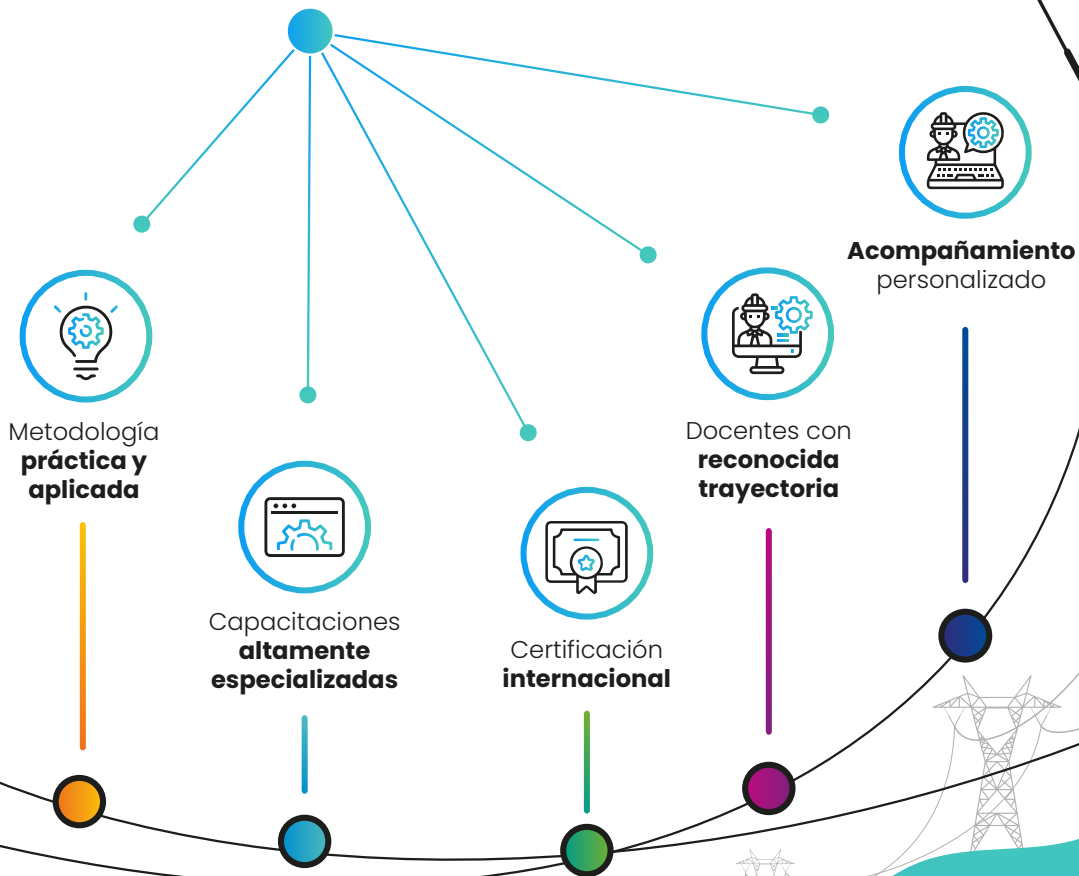 Metodología
práctica y
aplicada
Capacitaciones
altamente
especializadas
Certificación
internacional
Docentes con
reconocida
trayectoria
Acompañamiento
personalizado